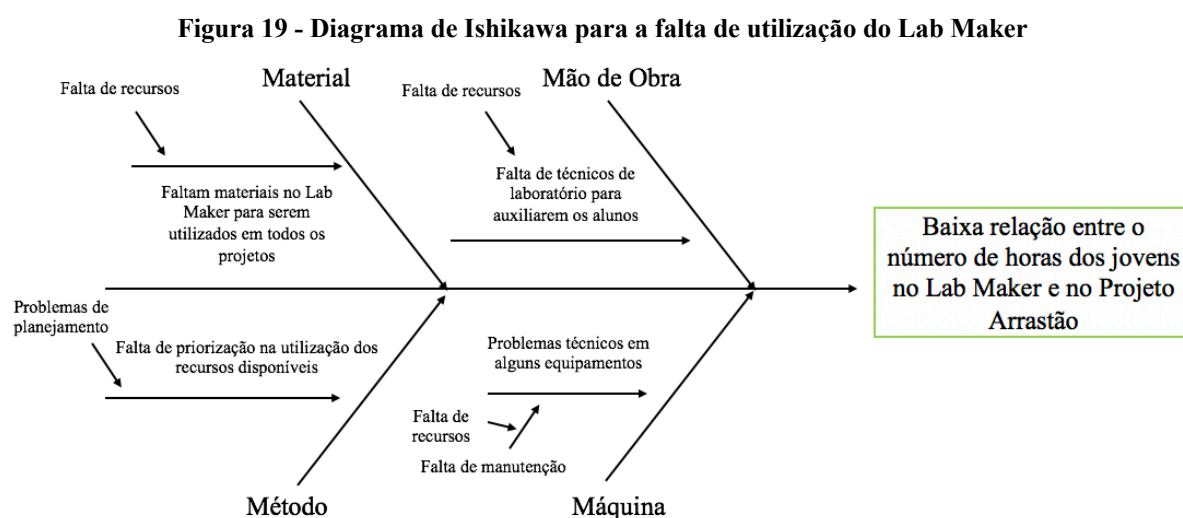 Figura 19 - Diagrama de Ishikawa para a falta de utilização do Lab Maker
Material
Mão de Obra
Falta de recursos
Falta de recursos
Faltam materiais no Lab
Maker para serem
utilizados em todos os
projetos
Falta de técnicos de
laboratório para
auxiliarem os alunos
Baixa relação entre o
número de horas dos jovens
no Lab Maker e no Projeto
Arrastão
Problemas de
planejamento
Falta de priorização na utilização dos
recursos disponíveis
Problemas técnicos em
alguns equipamentos
Falta de
recursos
Falta de manutenção
Método
Máquina